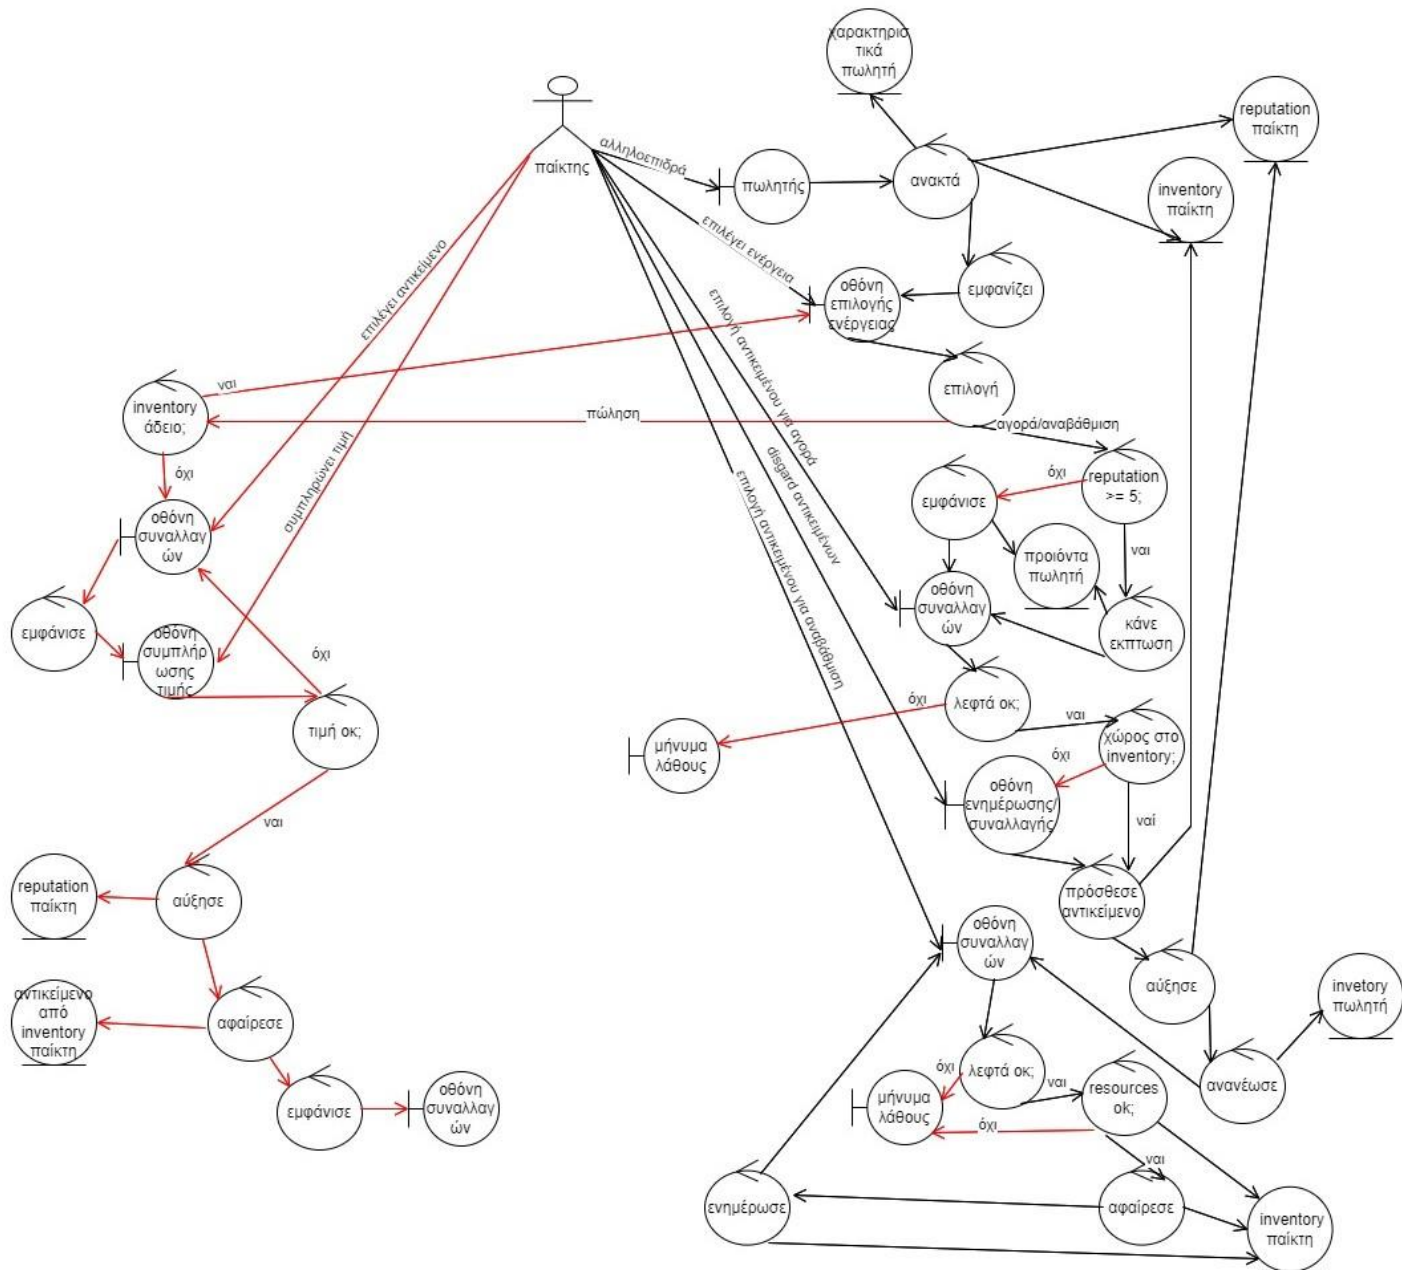 χαρακτηρισ
τικά
πωλητή
reputation
παίκτη
παίκτης
αλληλοεπιδρά
πωλητής
ανακτά
inventory
παίκτη
επιλέγει ενέργεια
οθόνη
επιλογής
ενέργειας
εμφανίζει
επιλέγει αντικείμενο
επιλογή αντικειμένου για αγορά
επιλογή
ναι
inventory
άδειο;
πώληση
αγορά/αναβάθμιση
συμπληρώνει τιμή
disgard αντικειμένων
επιλογή αντικειμένου για αναβάθμιση
όχι
reputation
>= 5;
όχι
εμφάνισε
οθόνη
συναλλαγ
ών
προιόντα
πωλητή
ναι
οθόνη
συναλλαγ
ών
κάνε
εκπτωση
εμφάνισε
οθόνη
συμπλήρ
ωσης
τιμής
όχι
τιμή οκ;
όχι
λεφτά οκ;
ναι
χώρος στο
inventory;
μήνυμα
λάθους
όχι
οθόνη
ενημέρωσης/
συναλλαγής
ναί
ναι
reputation
παίκτη
αύξησε
πρόσθεσε
αντικείμενο
οθόνη
συναλλαγ
ών
αύξησε
invetory
πωλητή
αντικείμενο
από
inventory
παίκτη
αφαίρεσε
όχι
λεφτά οκ;
ναι
resources
ok;
ανανέωσε
εμφάνισε
οθόνη
συναλλαγ
ών
μήνυμα
λάθους
όχι
ναι
ενημέρωσε
αφαίρεσε
inventory
παίκτη